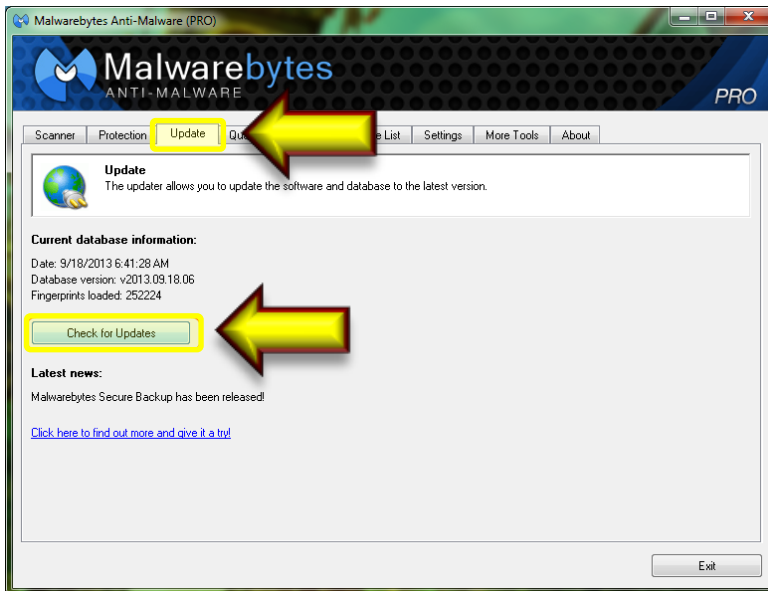 Malwarebytes Anti-Malware (PRO)
Malwarebytes
ANTI-MALWARE
PRO
Scanner Protection Update List Settings More Tools About
Update
The updater allows you to update the software and database to the latest version.
Current database information:
Date: 9/18/2013 6:41:28 AM
Database version: v2013.09.18.06
Fingerprints loaded: 252224
Check for Updates
Latest news:
Malwarebytes Secure Backup has been released!
Click here to find out more and give it a try!
Exit